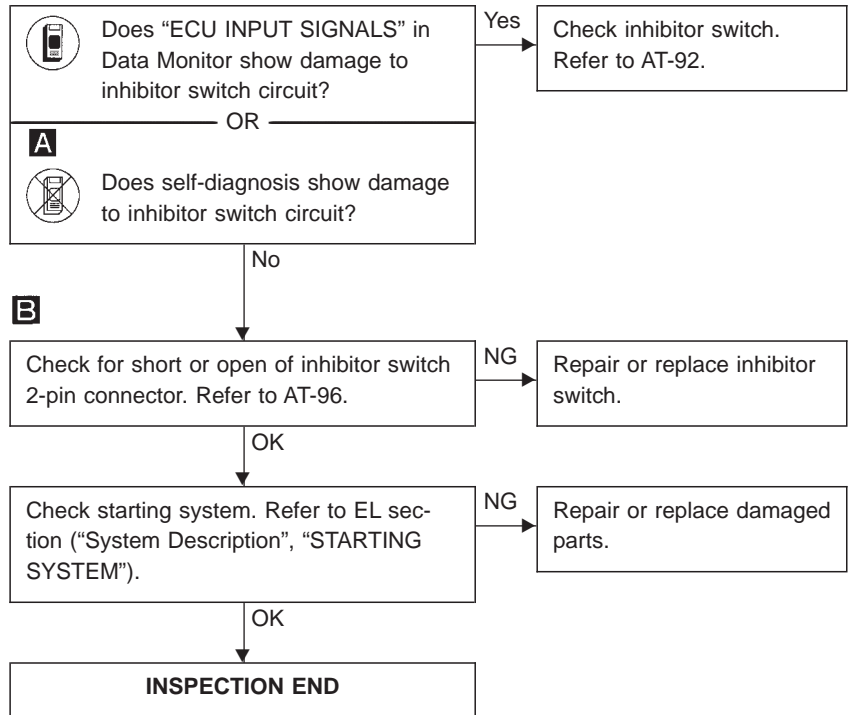 Does “ECU INPUT SIGNALS” in
Data Monitor show damage to
inhibitor switch circuit?
Yes
Check inhibitor switch.
Refer to AT-92.
OR
A
Does self-diagnosis show damage
to inhibitor switch circuit?
No
B
Check for short or open of inhibitor switch
2-pin connector. Refer to AT-96.
NG
Repair or replace inhibitor
switch.
OK
Check starting system. Refer to EL sec-
tion (“System Description”, “STARTING
SYSTEM”).
NG
Repair or replace damaged
parts.
OK
INSPECTION END